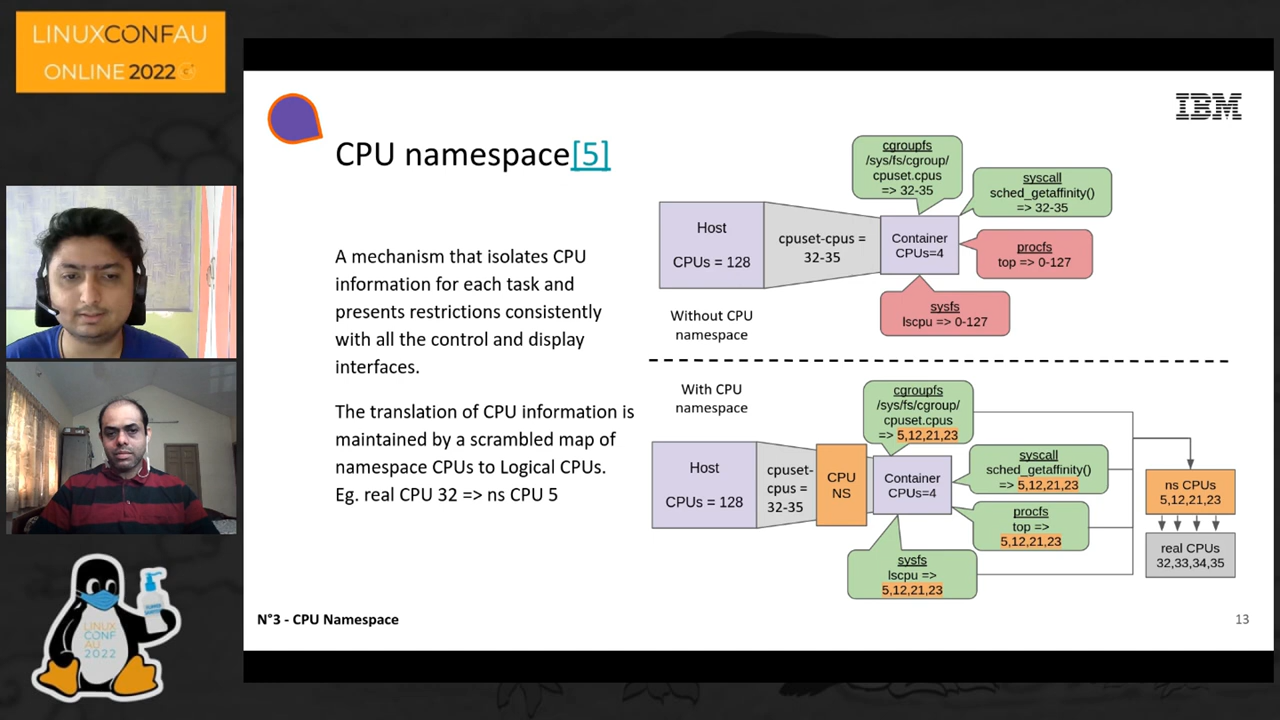 LINUXCONFAU
ONLINE 2022
IBM
CPU namespace[5]
A mechanism that isolates CPU
information for each task and
presents restrictions consistently
with all the control and display
interfaces.
The translation of CPU information is
maintained by a scrambled map of
namespace CPUs to Logical CPUs.
Eg. real CPU 32 => ns CPU 5
Host
CPUs = 128
cpuset-cpus =
32-35
Container
CPUs=4
cgroupfs
/sys/fs/cgroup/
cpuset.cpus
=> 32-35
syscall
sched_getaffinity()
=> 32-35
procfs
top => 0-127
sysfs
lscpu => 0-127
Without CPU
namespace
With CPU
namespace
Host
CPUs = 128
cpuset-
cpus =
32-35
CPU
NS
Container
CPUs=4
cgroupfs
/sys/fs/cgroup/
cpuset.cpus
=> 5,12,21,23
syscall
sched_getaffinity()
=> 5,12,21,23
procfs
top =>
5,12,21,23
sysfs
lscpu =>
5,12,21,23
ns CPUs
5,12,21,23
real CPUs
32,33,34,35
N°3 - CPU Namespace
13
LINUX
CONF
AU
2022